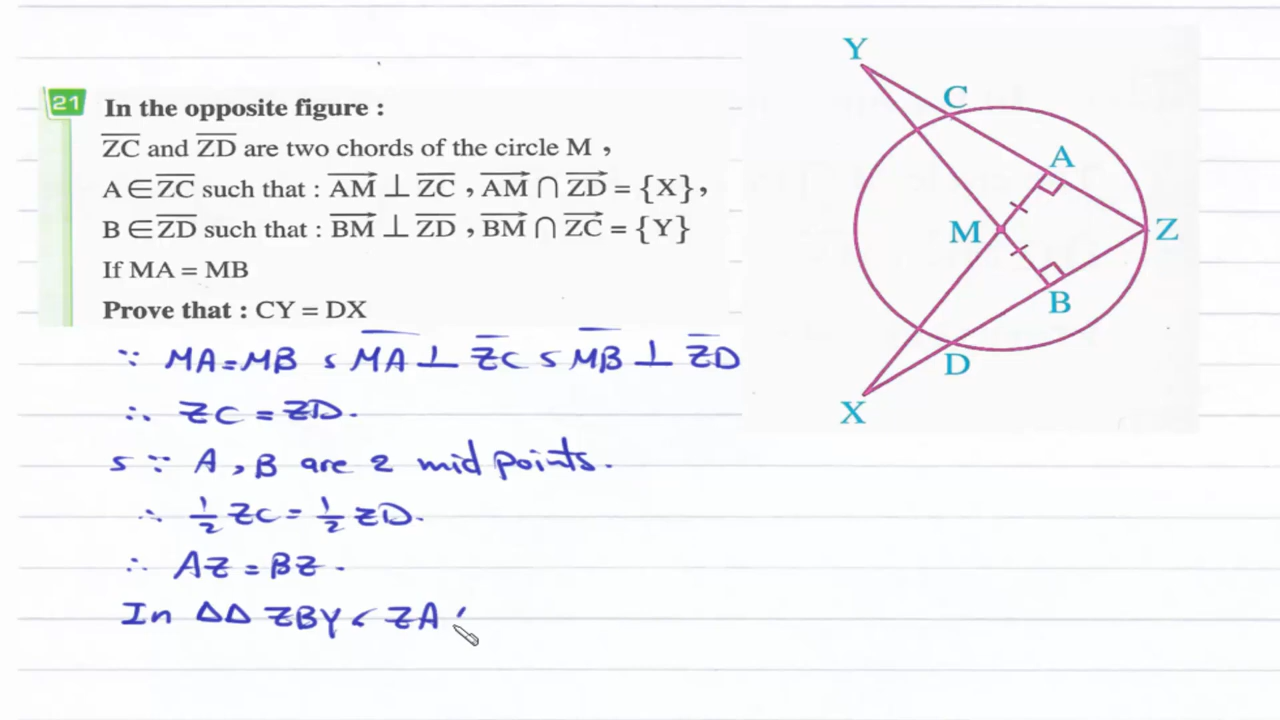 21 In the opposite figure :
ZC and ZD are two chords of the circle M ,
A ∈ ZC such that : AM ⊥ ZC , AM ∩ ZD = {X} ,
B ∈ ZD such that : BM ⊥ ZD , BM ∩ ZC = {Y}
If MA = MB
Prove that : CY = DX
∵ MA = MB , MA ⊥ ZC , MB ⊥ ZD
∴ ZC = ZD .
, ∵ A , B are 2 mid points .
∴ 1/2 ZC = 1/2 ZD .
∴ AZ = BZ .
In ΔΔ ZBY , ZA
Y
C
A
M
Z
B
D
X